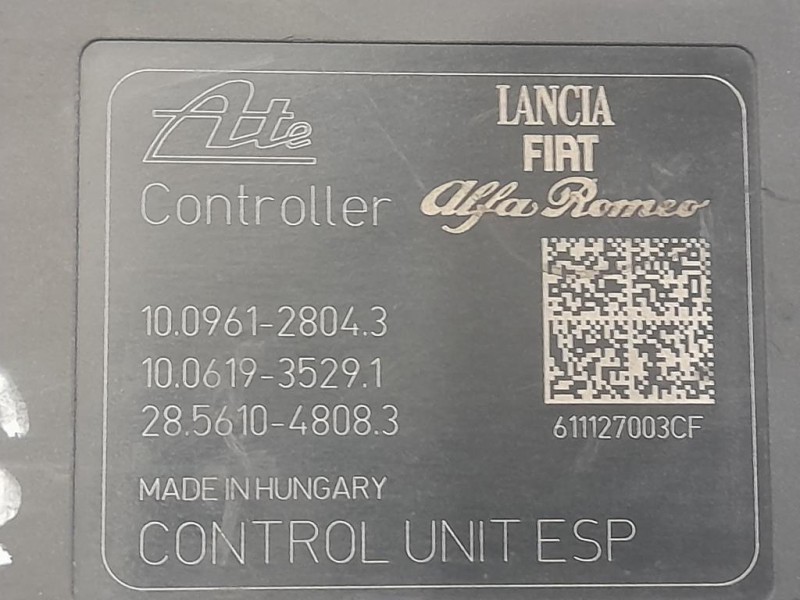 Ate
LANCIA
FIAT
Alfa Romeo
Controller
10.0961-2804.3
10.0619-3529.1
28.5610-4808.3
611127003CF
MADE IN HUNGARY
CONTROL UNIT ESP